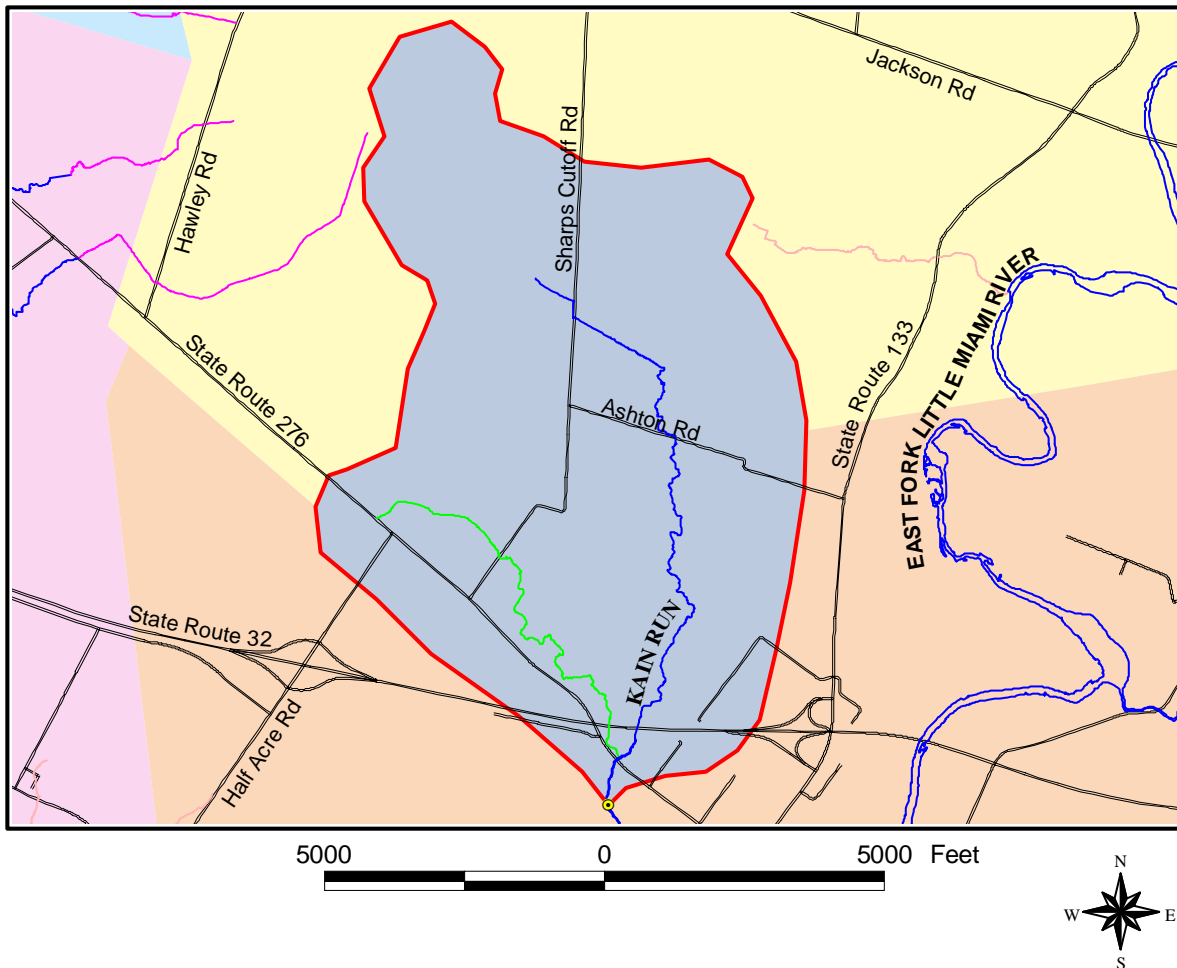 Jackson Rd
Hawley Rd
Sharps Cutoff Rd
EAST FORK LITTLE MIAMI RIVER
State Route 276
State Route 133
Ashton Rd
KAIN RUN
State Route 32
Half Acre Rd
5000 0 5000 Feet
N
W E
S